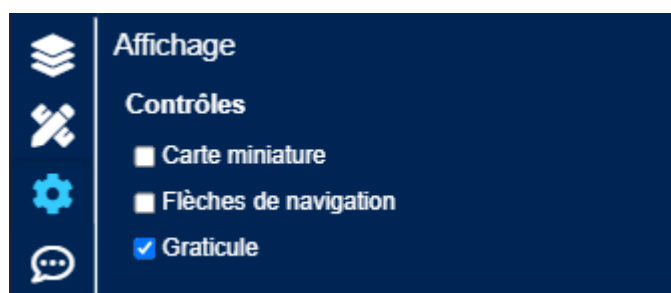 Affichage
Contrôles
Carte miniature
Flèches de navigation
Graticule